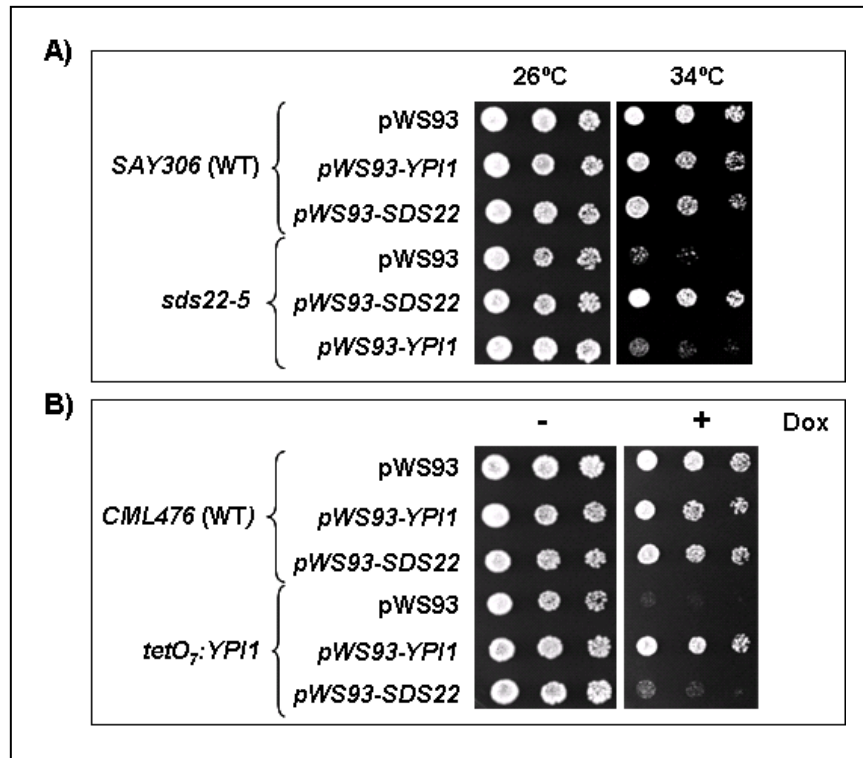 A)
26ºC 34ºC
pWS93
SAY306 (WT) pWS93-YPI1
pWS93-SDS22
pWS93
sds22-5 pWS93-SDS22
pWS93-YPI1
B)
- + Dox
pWS93
CML476 (WT) pWS93-YPI1
pWS93-SDS22
pWS93
tetO₇:YPI1 pWS93-YPI1
pWS93-SDS22